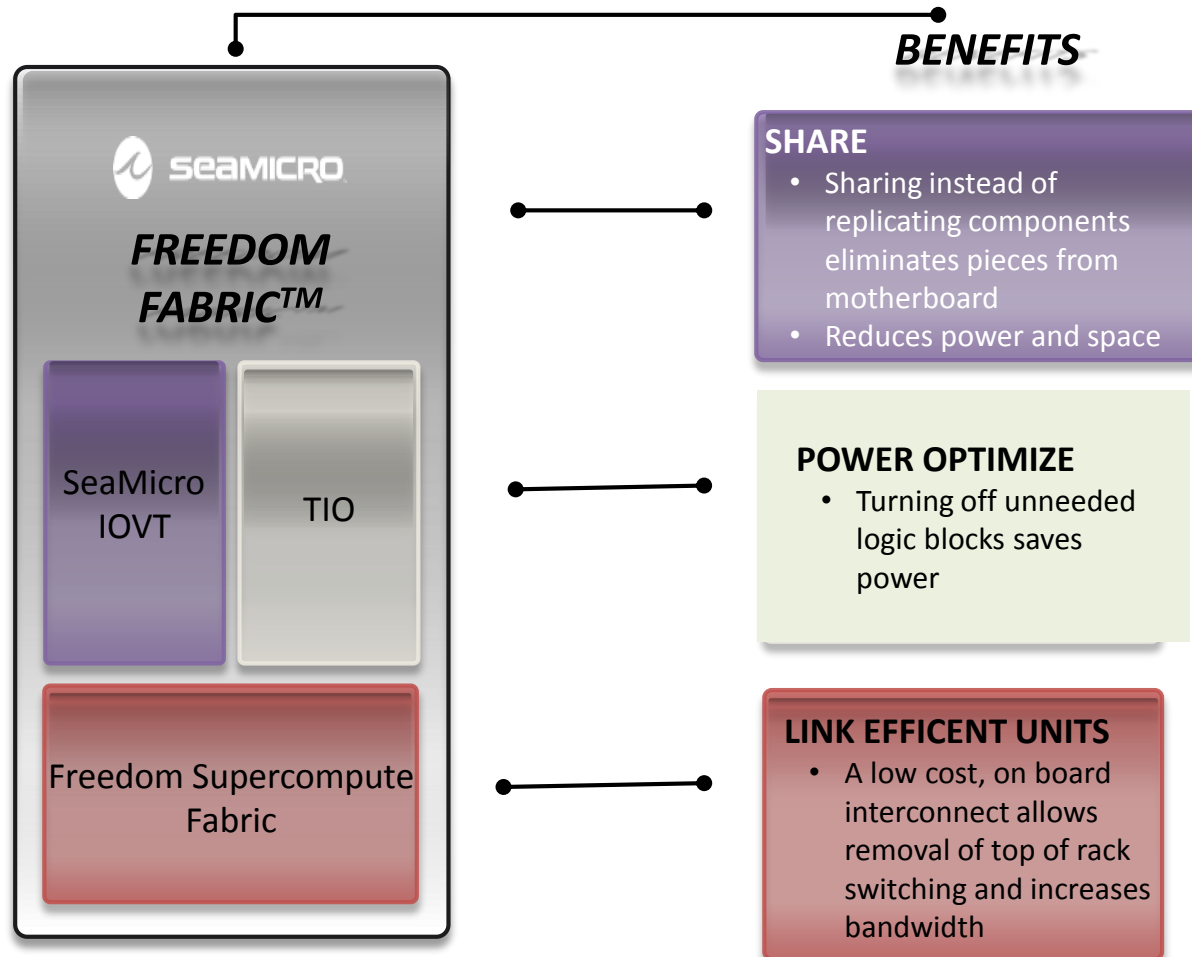 BENEFITS
SeaMICRO
FREEDOM
FABRIC™
SeaMicro
IOVT
TIO
Freedom Supercompute
Fabric
SHARE
• Sharing instead of
replicating components
eliminates pieces from
motherboard
• Reduces power and space
POWER OPTIMIZE
• Turning off unneeded
logic blocks saves
power
LINK EFFICENT UNITS
• A low cost, on board
interconnect allows
removal of top of rack
switching and increases
bandwidth